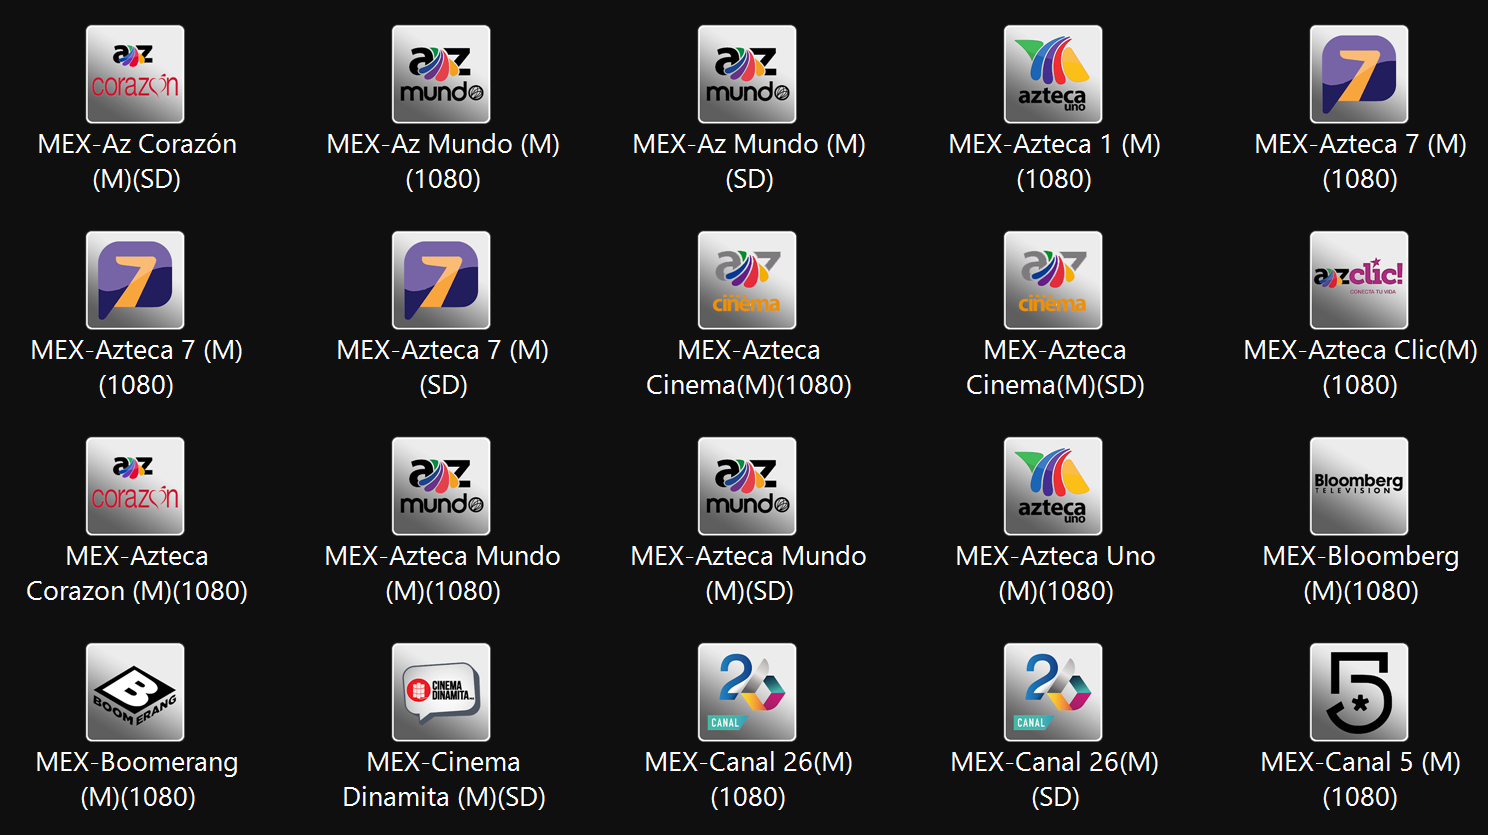 az
corazón
MEX-Az Corazón
(M)(SD)
az
mundo
MEX-Az Mundo (M)
(1080)
az
mundo
MEX-Az Mundo (M)
(SD)
azteca
uno
MEX-Azteca 1 (M)
(1080)
7
MEX-Azteca 7 (M)
(1080)
7
MEX-Azteca 7 (M)
(1080)
7
MEX-Azteca 7 (M)
(SD)
az
cinema
MEX-Azteca
Cinema(M)(1080)
az
cinema
MEX-Azteca
Cinema(M)(SD)
az clic!
CONECTA TU VIDA
MEX-Azteca Clic(M)
(1080)
az
corazón
MEX-Azteca
Corazon (M)(1080)
az
mundo
MEX-Azteca Mundo
(M)(1080)
az
mundo
MEX-Azteca Mundo
(M)(SD)
azteca
uno
MEX-Azteca Uno
(M)(1080)
Bloomberg
TELEVISION
MEX-Bloomberg
(M)(1080)
B
BOOMERANG
MEX-Boomerang
(M)(1080)
CINEMA
DINAMITA...
MEX-Cinema
Dinamita (M)(SD)
26
CANAL
MEX-Canal 26(M)
(1080)
26
CANAL
MEX-Canal 26(M)
(SD)
5
MEX-Canal 5 (M)
(1080)